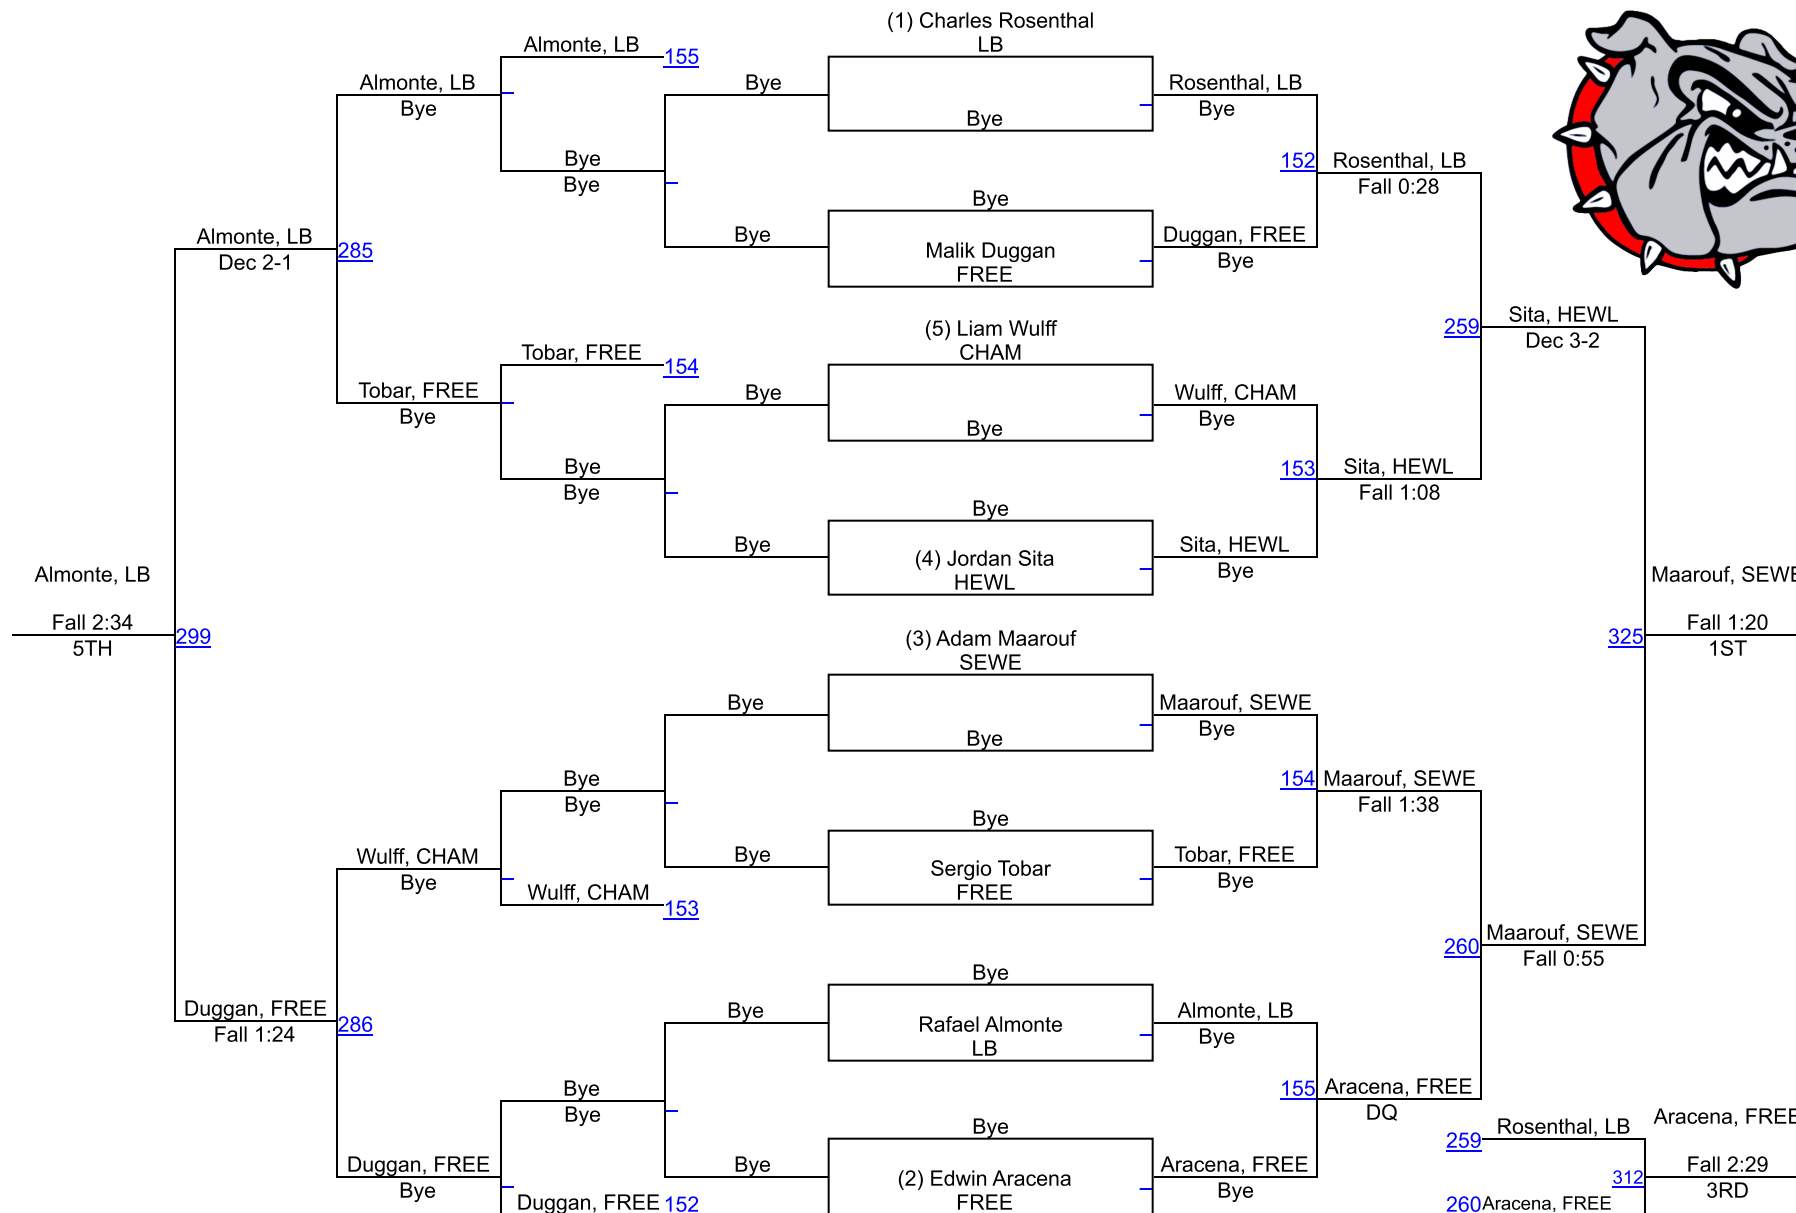 (1) Charles Rosenthal
LB
Almonte, LB
155
Almonte, LB
Bye
Bye
Rosenthal, LB
Bye
Bye
Bye
Bye
Bye
152
Rosenthal, LB
Fall 0:28
Bye
Almonte, LB
Dec 2-1
285
Bye
Malik Duggan
FREE
Duggan, FREE
Bye
(5) Liam Wulff
CHAM
259
Sita, HEWL
Dec 3-2
Tobar, FREE
154
Tobar, FREE
Bye
Bye
Wulff, CHAM
Bye
Bye
Bye
Bye
153
Sita, HEWL
Fall 1:08
Bye
Bye
(4) Jordan Sita
HEWL
Sita, HEWL
Bye
Almonte, LB
Fall 2:34
5TH
299
Maarouf, SEWE
325
Fall 1:20
1ST
(3) Adam Maarouf
SEWE
Bye
Maarouf, SEWE
Bye
Bye
Bye
Bye
154
Maarouf, SEWE
Fall 1:38
Bye
Wulff, CHAM
Bye
Bye
Sergio Tobar
FREE
Tobar, FREE
Bye
Wulff, CHAM
153
260
Maarouf, SEWE
Fall 0:55
Bye
Duggan, FREE
Fall 1:24
286
Bye
Rafael Almonte
LB
Almonte, LB
Bye
Bye
Bye
155
Aracena, FREE
DQ
Bye
259
Rosenthal, LB
Aracena, FREE
Duggan, FREE
Bye
Bye
(2) Edwin Aracena
FREE
Aracena, FREE
Bye
312
Fall 2:29
3RD
Duggan, FREE
152
260
Aracena, FREE